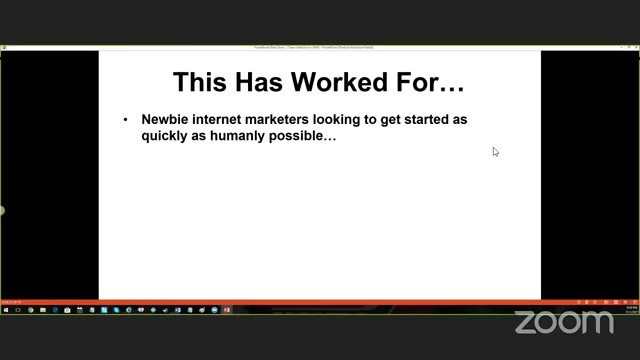 This Has Worked For…
• Newbie internet marketers looking to get started as
quickly as humanly possible…
zoom